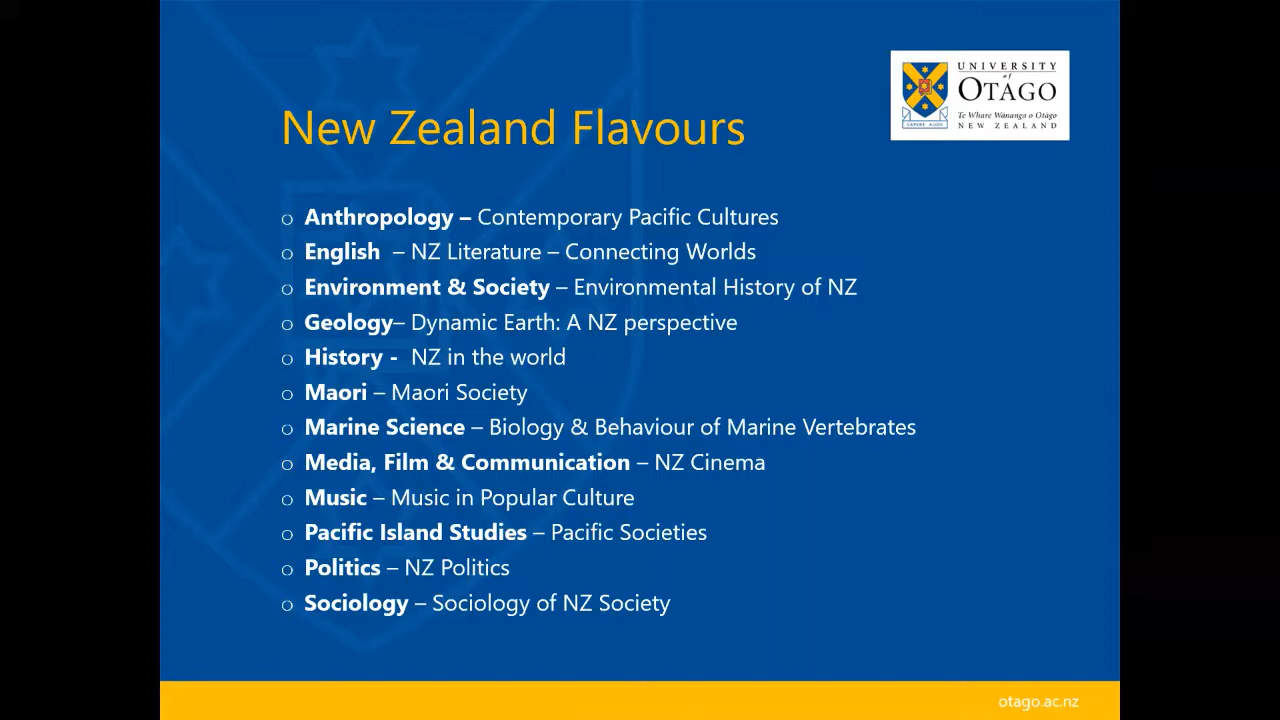 UNIVERSITY
of
OTAGO
Te Whare Wānanga o Otāgo
NEW ZEALAND
SAPERE AUDE
New Zealand Flavours
o Anthropology – Contemporary Pacific Cultures
o English – NZ Literature – Connecting Worlds
o Environment & Society – Environmental History of NZ
o Geology– Dynamic Earth: A NZ perspective
o History - NZ in the world
o Maori – Maori Society
o Marine Science – Biology & Behaviour of Marine Vertebrates
o Media, Film & Communication – NZ Cinema
o Music – Music in Popular Culture
o Pacific Island Studies – Pacific Societies
o Politics – NZ Politics
o Sociology – Sociology of NZ Society
otago.ac.nz